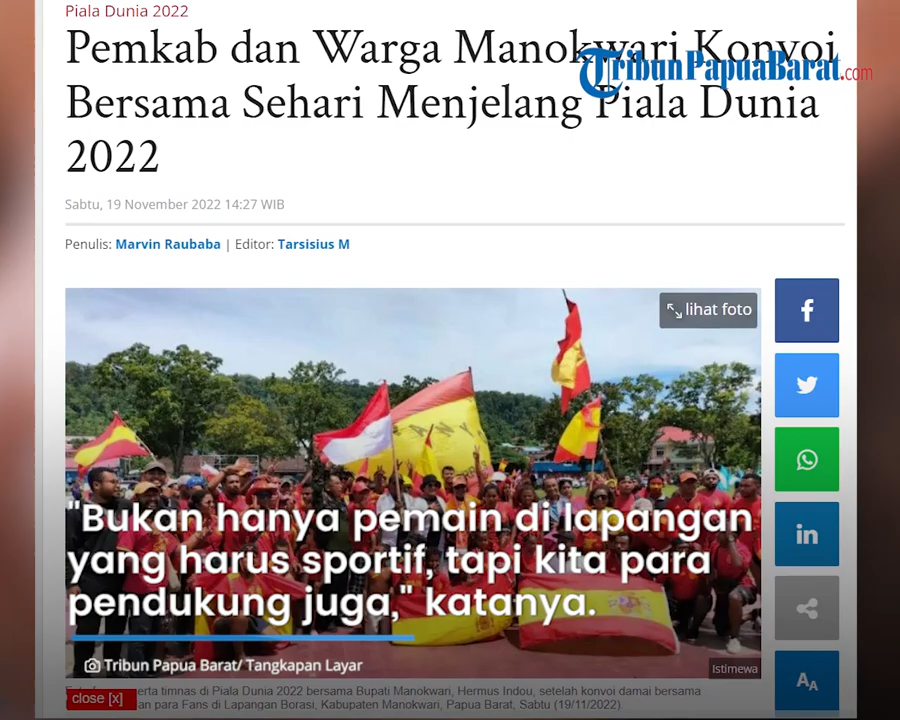 Piala Dunia 2022
Pemkab dan Warga Manokwari Konvoi
TribunPapuaBarat.com
Bersama Sehari Menjelang Piala Dunia
2022
Sabtu, 19 November 2022 14:27 WIB
Penulis: Marvin Raubaba | Editor: Tarsisius M
lihat foto
"Bukan hanya pemain di lapangan
yang harus sportif, tapi kita para
pendukung juga," katanya.
Tribun Papua Barat/ Tangkapan Layar
Istimewa
erta timnas di Piala Dunia 2022 bersama Bupati Manokwari, Hermus Indou, setelah konvoi damai bersama
close [x]
an para Fans di Lapangan Borasi, Kabupaten Manokwari, Papua Barat, Sabtu (19/11/2022).
f
in
AA